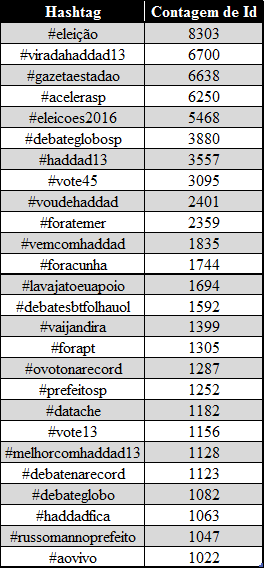 Hashtag Contagem de Id
#eleição 8303
#viradahaddad13 6700
#gazetaestadao 6638
#acelerasp 6250
#eleicoes2016 5468
#debateglobosp 3880
#haddad13 3557
#vote45 3095
#voudehaddad 2401
#foratemer 2359
#vemcomhaddad 1835
#foracunha 1744
#lavajatoeuapoio 1694
#debatesbtfolhauol 1592
#vaijandira 1399
#forapt 1305
#ovotonarecord 1287
#prefeitosp 1252
#datache 1182
#vote13 1156
#melhorcomhaddad13 1128
#debatenarecord 1123
#debateglobo 1082
#haddadfica 1063
#russomannoprefeito 1047
#aovivo 1022